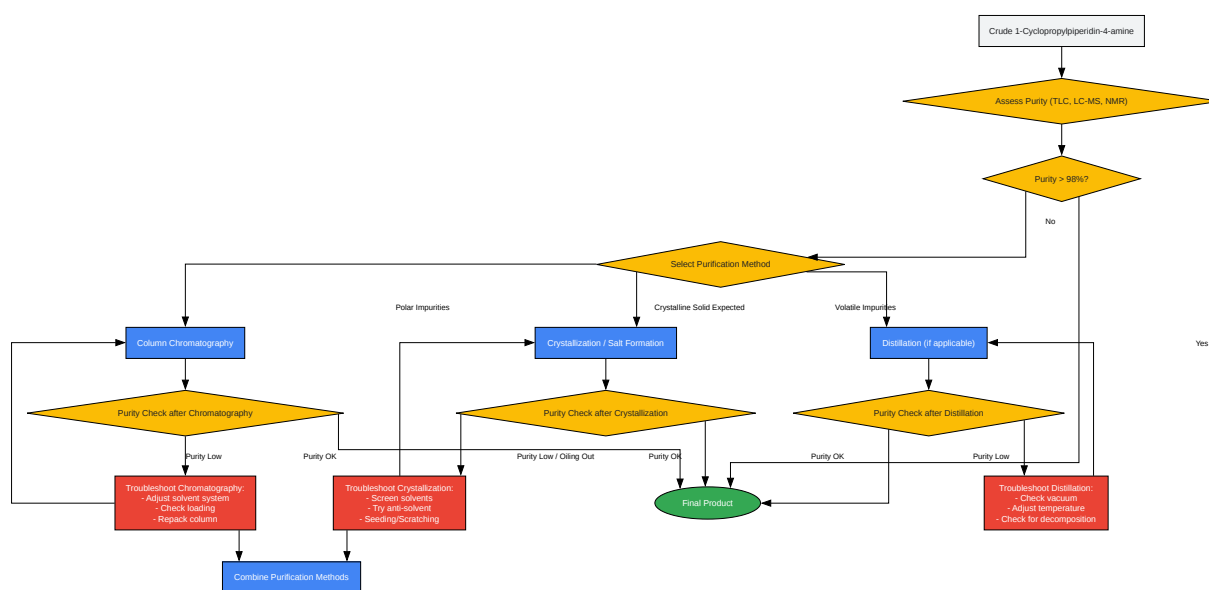 Crude 1-Cyclopropylpiperidin-4-amine
Assess Purity (TLC, LC-MS, NMR)
Purity > 98%?
No
Select Purification Method
Polar Impurities
Crystalline Solid Expected
Volatile Impurities
Column Chromatography
Crystallization / Salt Formation
Distillation (if applicable)
Yes
Purity Check after Chromatography
Purity Check after Crystallization
Purity Check after Distillation
Purity Low
Purity OK
Purity Low / Oiling Out
Purity OK
Purity OK
Purity Low
Troubleshoot Chromatography:
- Adjust solvent system
- Check loading
- Repack column
Troubleshoot Crystallization:
- Screen solvents
- Try anti-solvent
- Seeding/Scratching
Final Product
Troubleshoot Distillation:
- Check vacuum
- Adjust temperature
- Check for decomposition
Combine Purification Methods